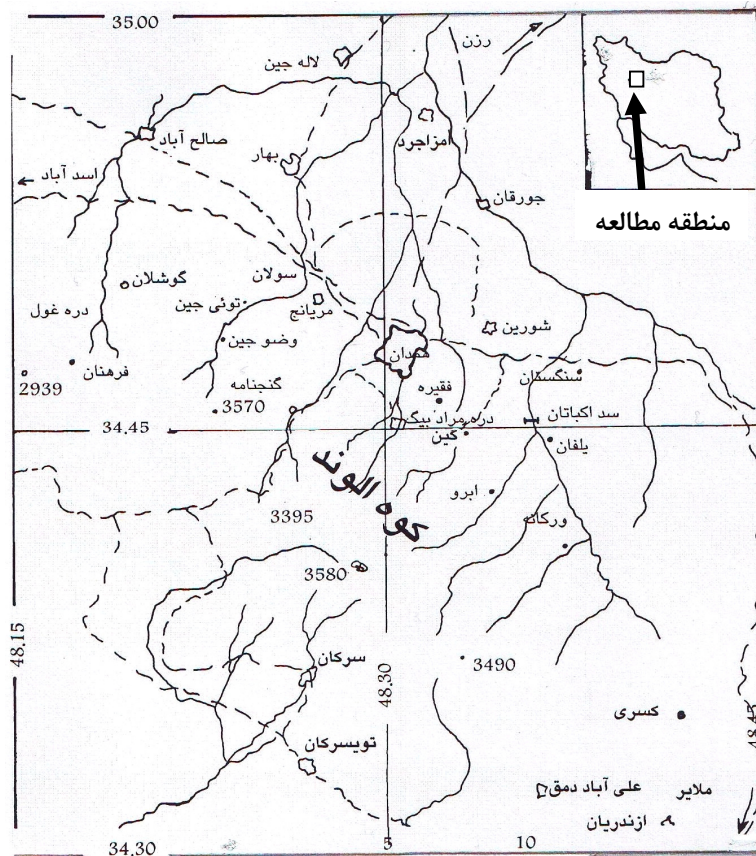 35.00
رزن
لاله جین
امزاجرد
صالح آباد
بهار
اسد آباد
جورقان
منطقه مطالعه
سولان
گوشلان
توئی جین
مریانج
دره غول
وضو جین
شورین
همدان
فرهنان
2939
گنجنامه
3570
فقیره
سنگستان
34.45
دره مراد بیگ
سد اکباتان
گین
یلفان
کوه الوند
ابرو
3395
ورکانه
3580
48.15
48.30
3490
سرکان
کسری
48.45
تویسرکان
علی آباد دمق
ملایر
ازندریان
34.30
5
10